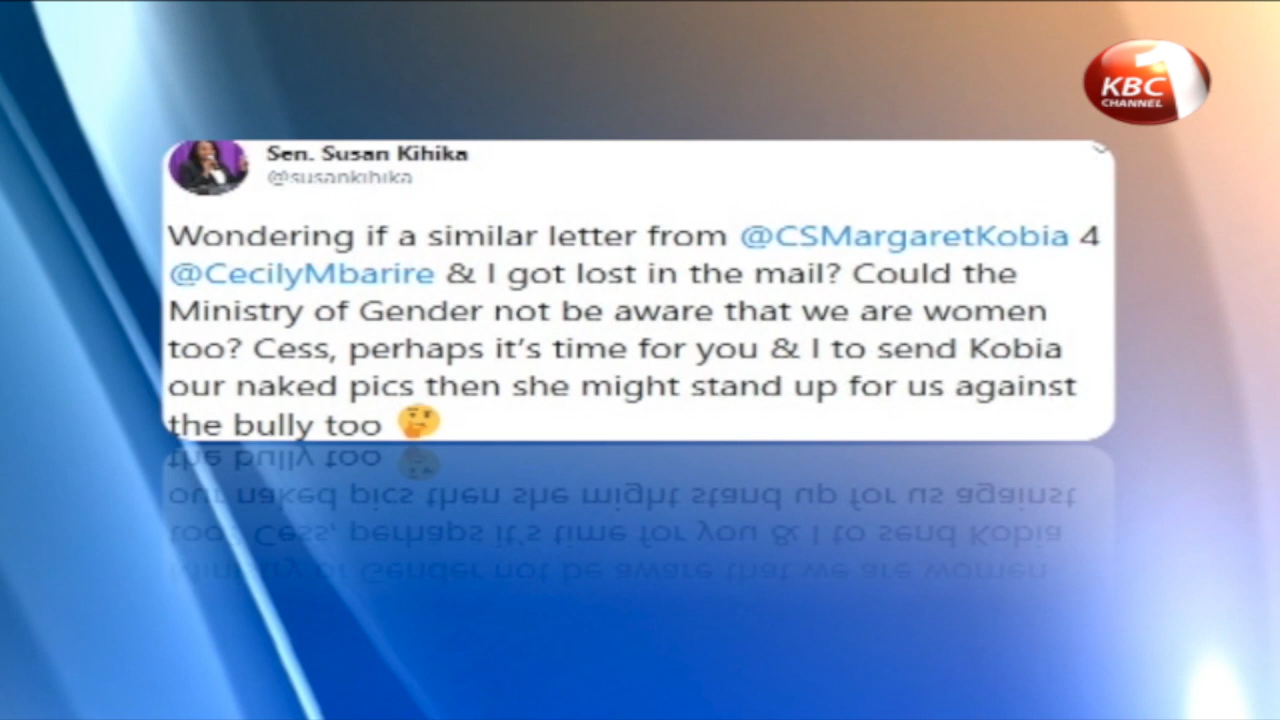 KBC 1
CHANNEL
Sen. Susan Kihika
@susankihika
Wondering if a similar letter from @CSMargaretKobia 4
@CecilyMbarire & I got lost in the mail? Could the
Ministry of Gender not be aware that we are women
too? Cess, perhaps it’s time for you & I to send Kobia
our naked pics then she might stand up for us against
the bully too 🤔